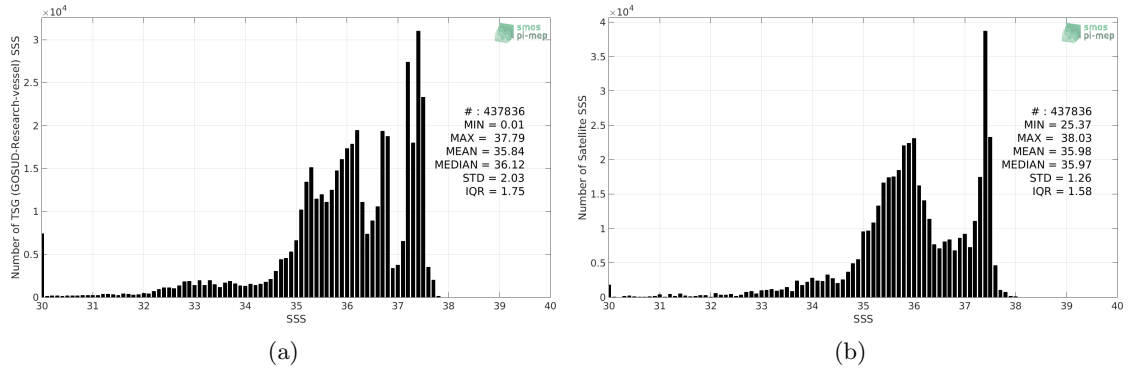 ×10⁴
smos
pi-mep
Number of TSG (GOSUD-Research-vessel) SSS
3
2.5
2
1.5
1
0.5
0
# : 437836
MIN = 0.01
MAX = 37.79
MEAN = 35.84
MEDIAN = 36.12
STD = 2.03
IQR = 1.75
30 31 32 33 34 35 36 37 38 39 40
SSS
(a)
×10⁴
smos
pi-mep
Number of Satellite SSS
4
3.5
3
2.5
2
1.5
1
0.5
0
# : 437836
MIN = 25.37
MAX = 38.03
MEAN = 35.98
MEDIAN = 35.97
STD = 1.26
IQR = 1.58
30 31 32 33 34 35 36 37 38 39 40
SSS
(b)